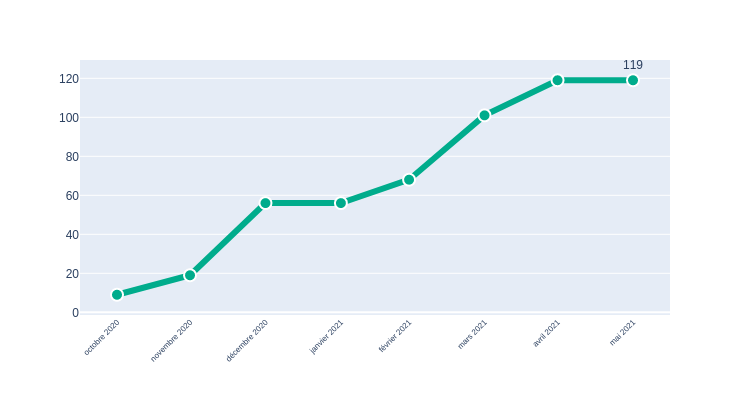 119
120
100
80
60
40
20
0
octobre 2020
novembre 2020
décembre 2020
janvier 2021
février 2021
mars 2021
avril 2021
mai 2021